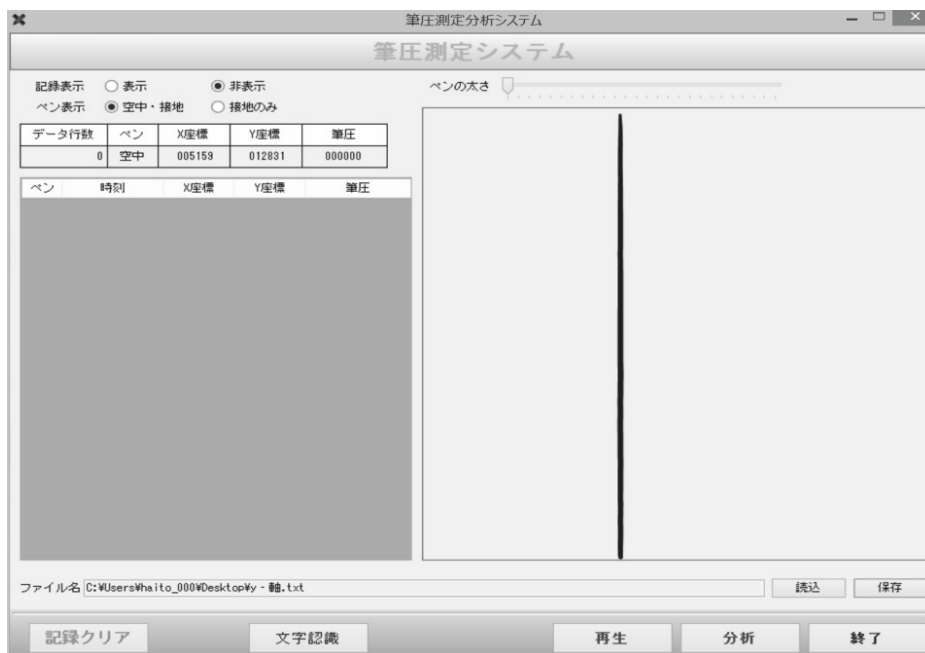 筆圧測定分析システム
筆圧測定システム
記録表示 表示 非表示
ペン表示 空中・接地 接地のみ
ペンの太さ
データ行数 ペン X座標 Y座標 筆圧
0 空中 005159 012831 000000
ペン 時刻 X座標 Y座標 筆圧
ファイル名 C:¥Users¥haito_000¥Desktop¥y‐軸.txt 読込 保存
記録クリア 文字認識 再生 分析 終了